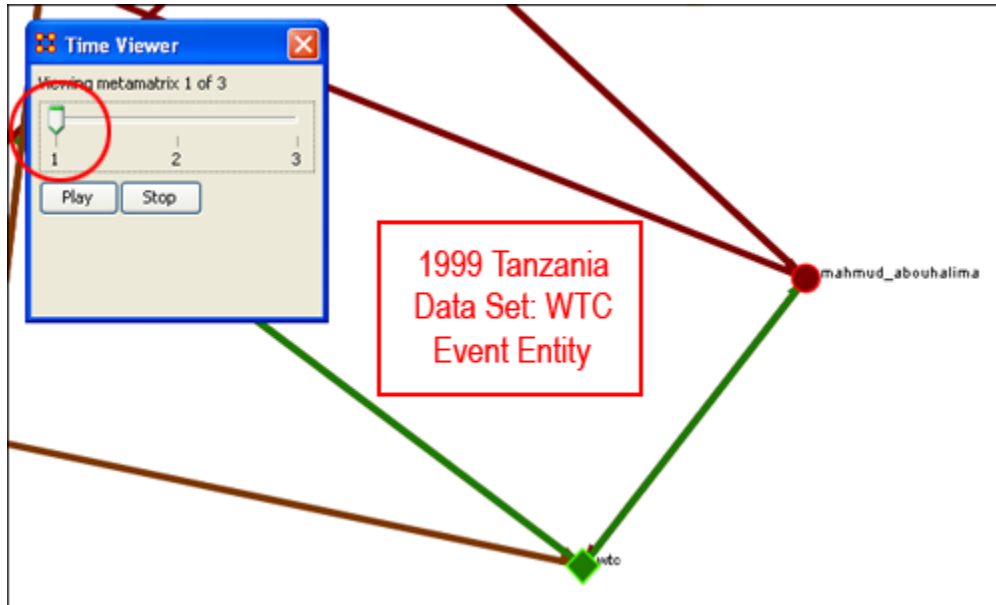 Time Viewer
Viewing metamatrix 1 of 3
1 2 3
Play Stop
1999 Tanzania
Data Set: WTC
Event Entity
mahmud_abouhalima
wtc